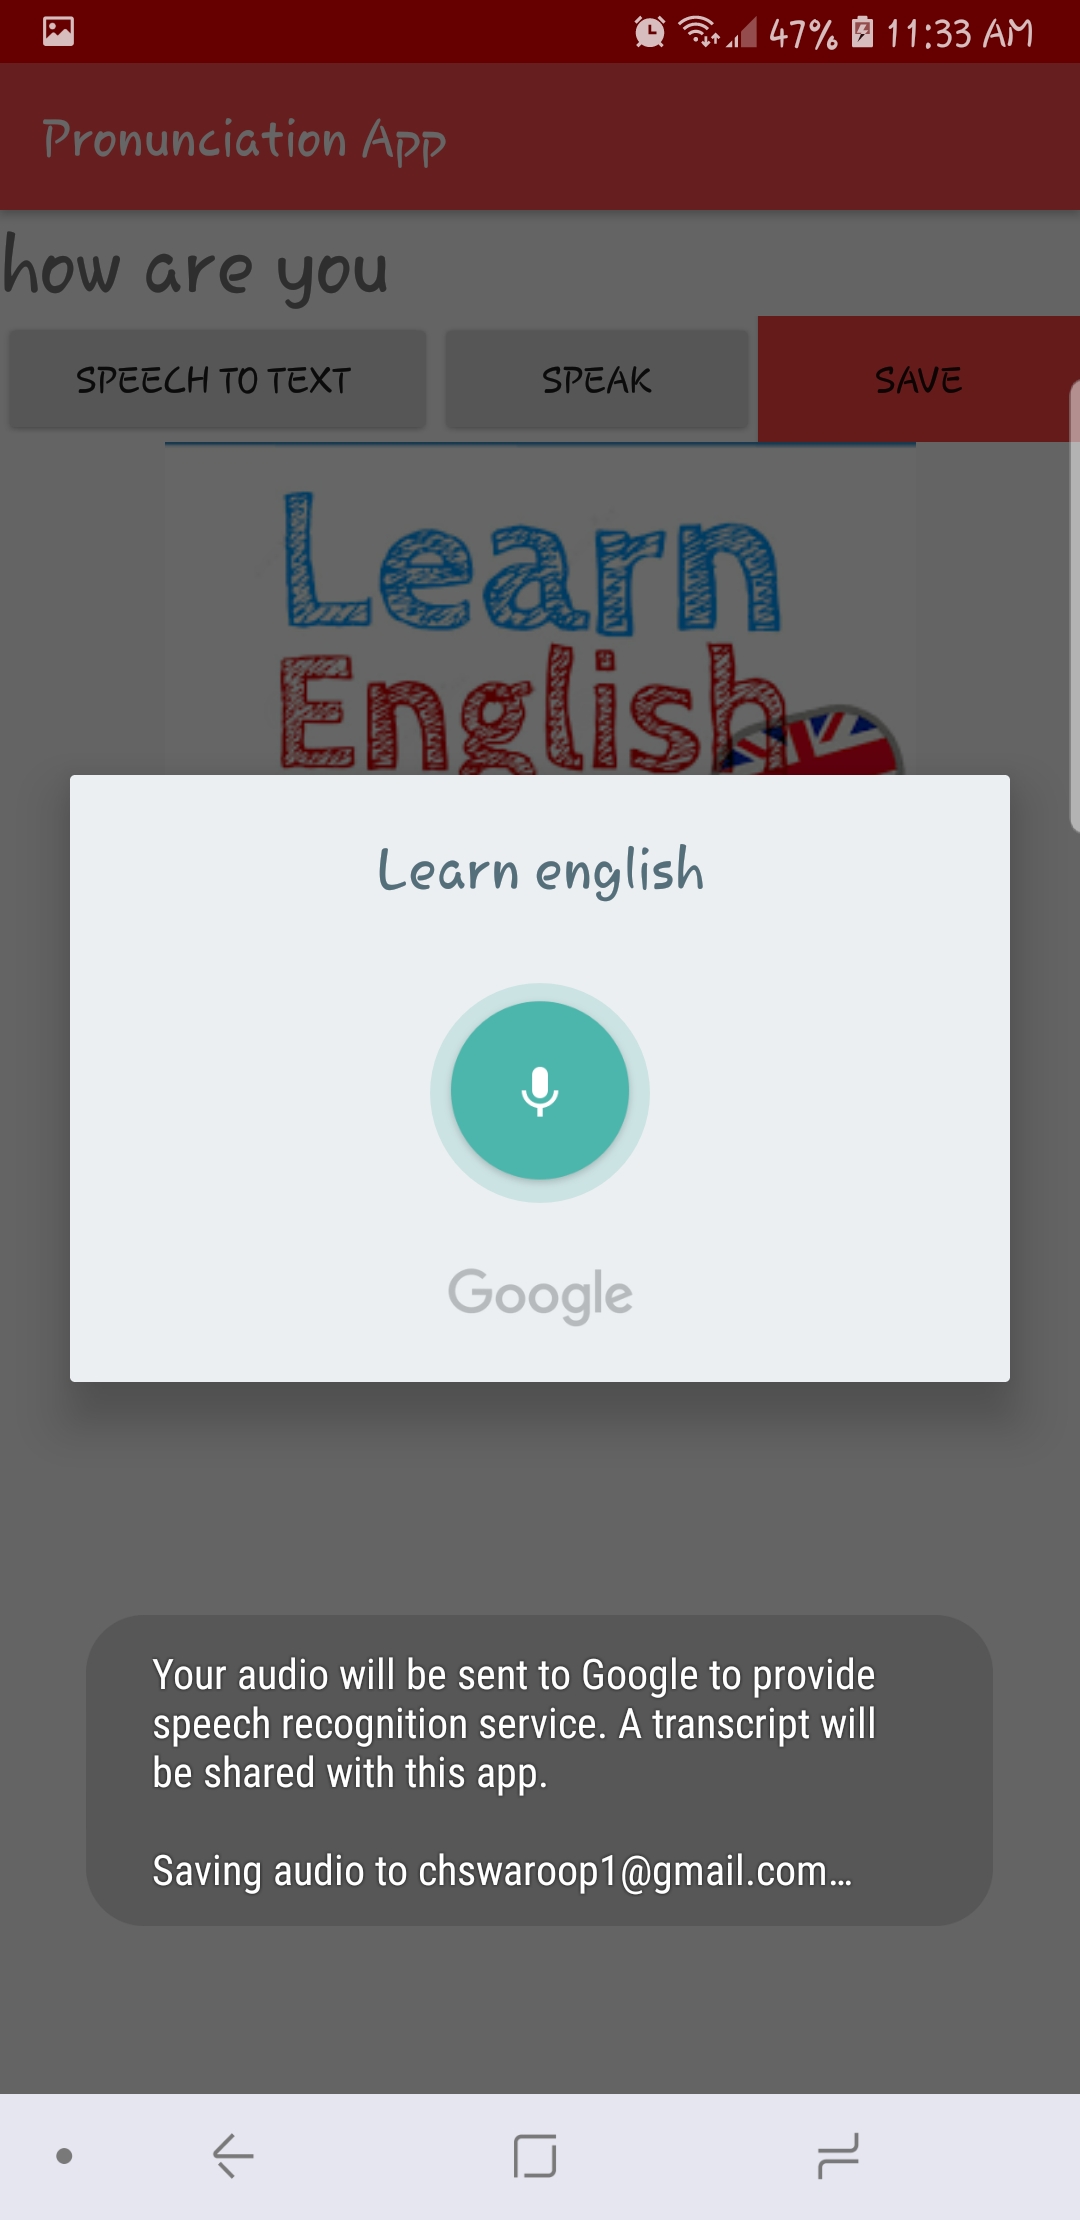 47% 11:33 AM
Pronunciation App
how are you
SPEECH TO TEXT SPEAK SAVE
Learn
English
Learn english
Google
Your audio will be sent to Google to provide
speech recognition service. A transcript will
be shared with this app.
Saving audio to chswaroop1@gmail.com…